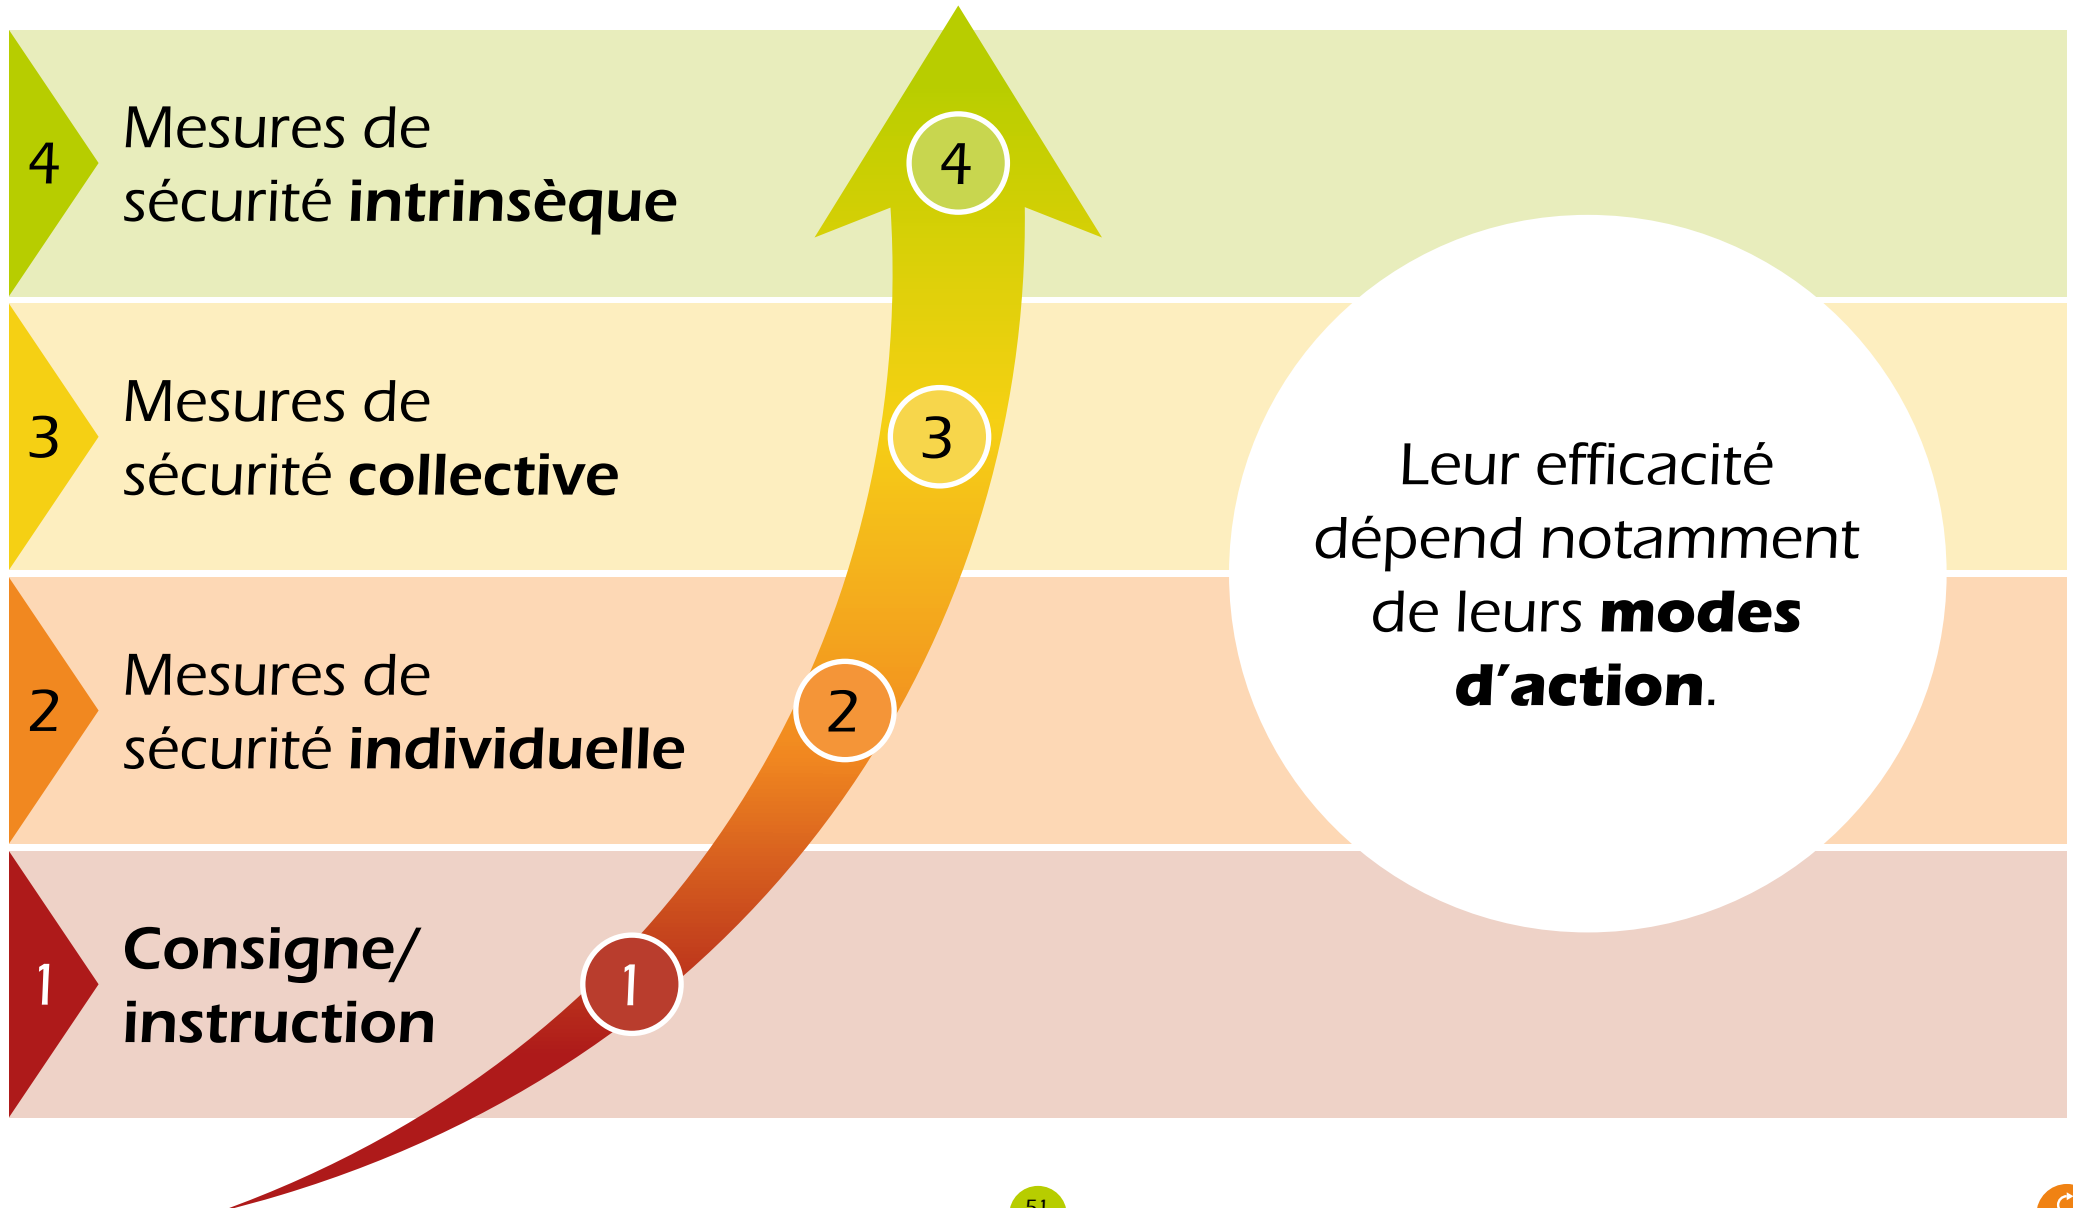 4
Mesures de
sécurité intrinsèque
4
3
Mesures de
sécurité collective
3
2
Mesures de
sécurité individuelle
2
1
Consigne/
instruction
1
Leur efficacité
dépend notamment
de leurs modes
d’action.
51